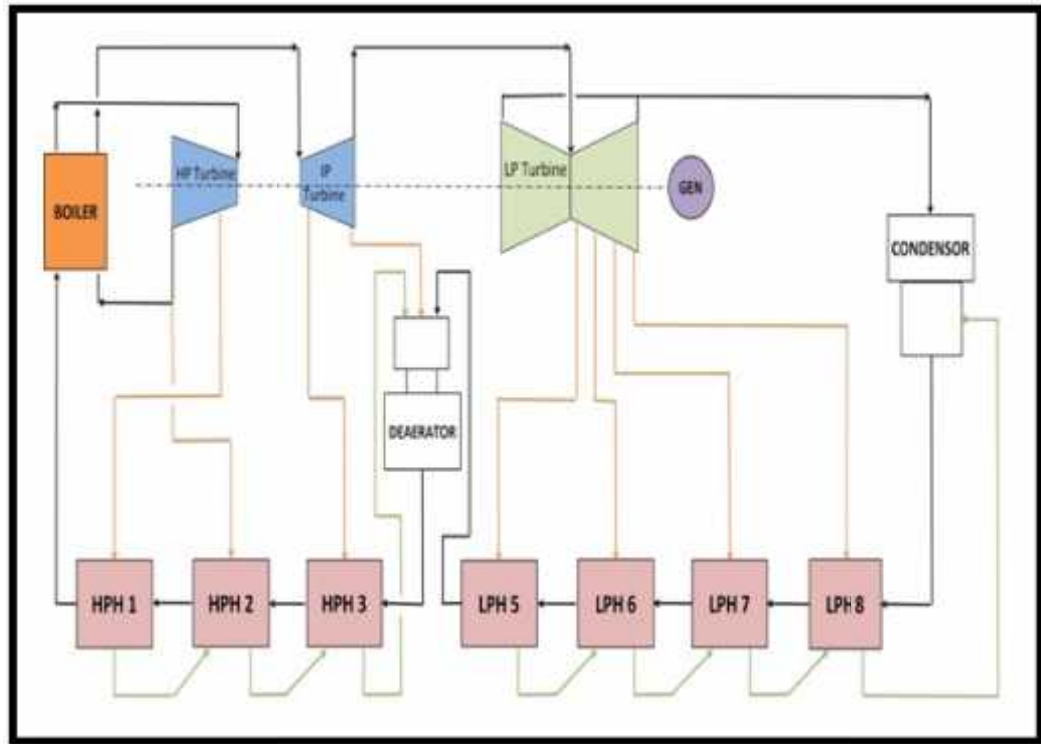 HP Turbine
IP
Turbine
LP Turbine
GEN
BOILER
CONDENSOR
DEAERATOR
HPH 1
HPH 2
HPH 3
LPH 5
LPH 6
LPH 7
LPH 8